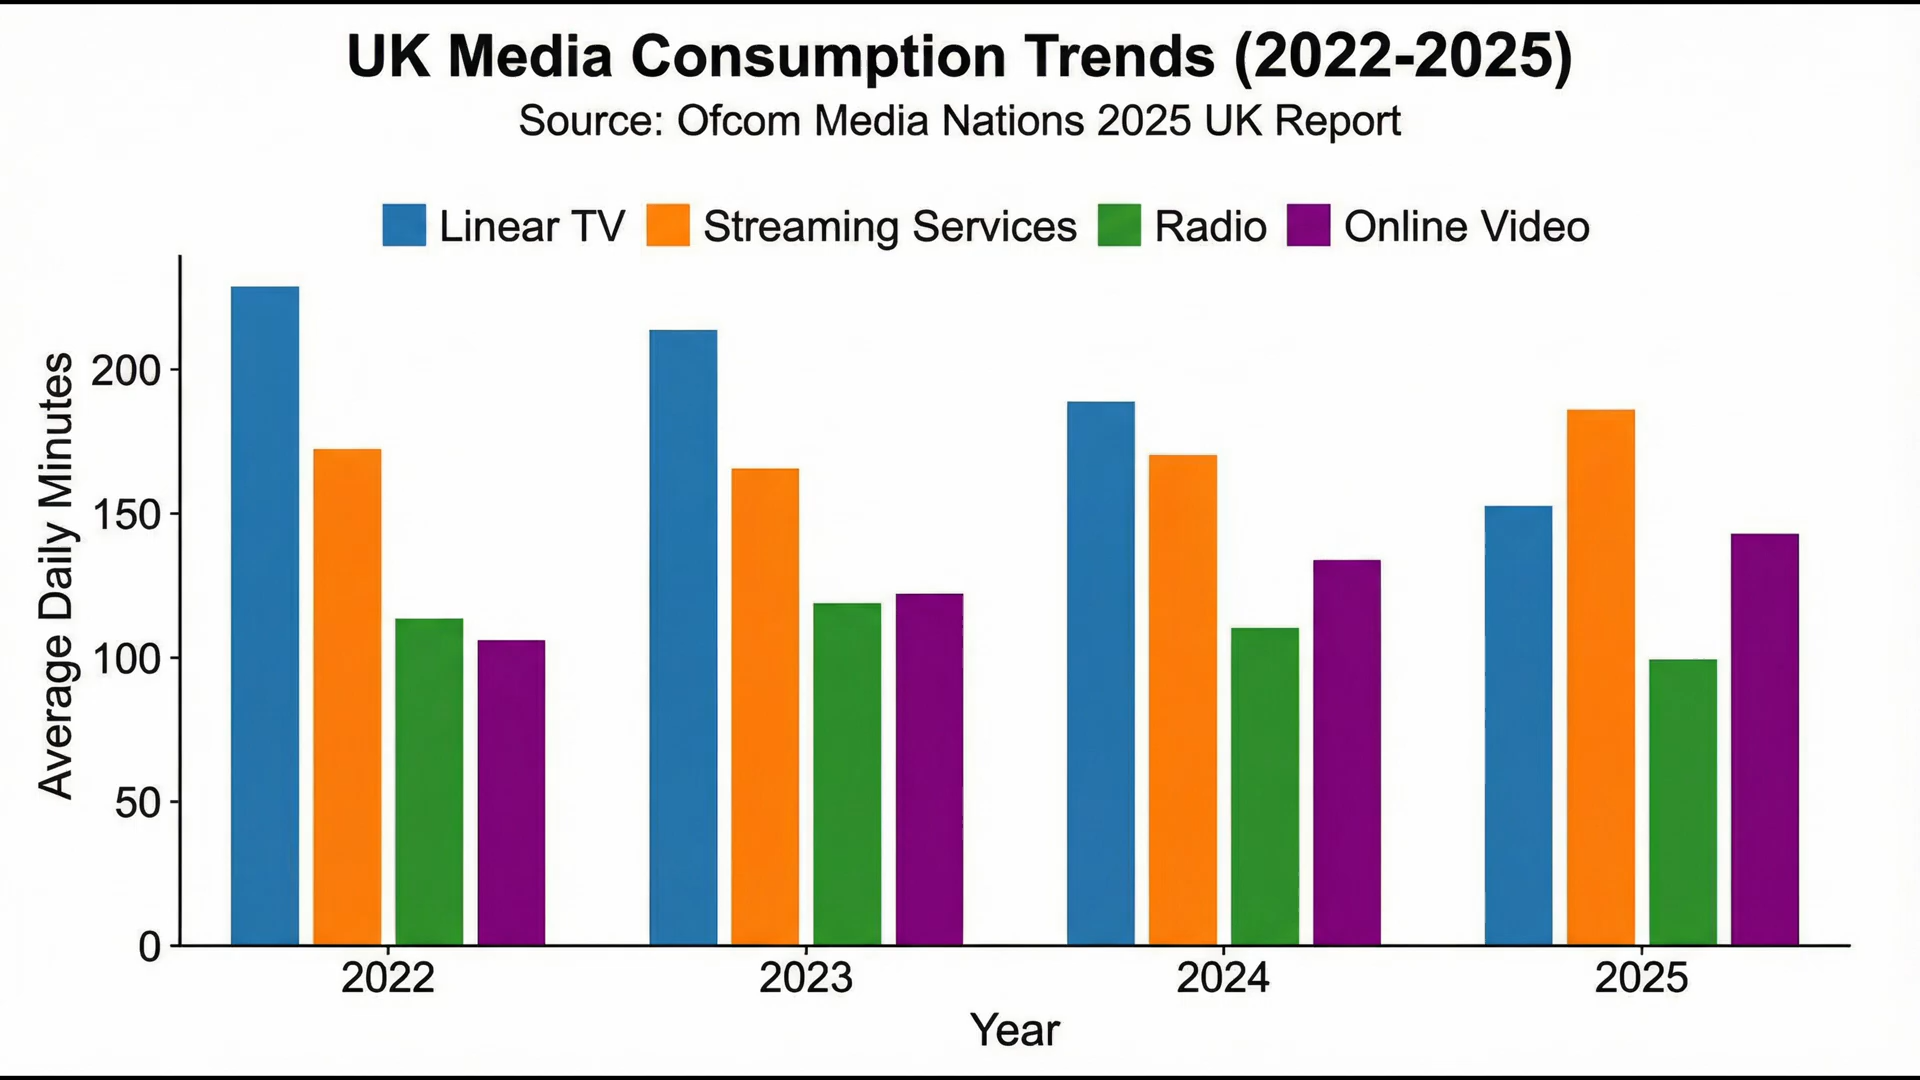 UK Media Consumption Trends (2022-2025)
Source: Ofcom Media Nations 2025 UK Report
Linear TV Streaming Services Radio Online Video
Average Daily Minutes
200
150
100
50
0
2022 2023 2024 2025
Year